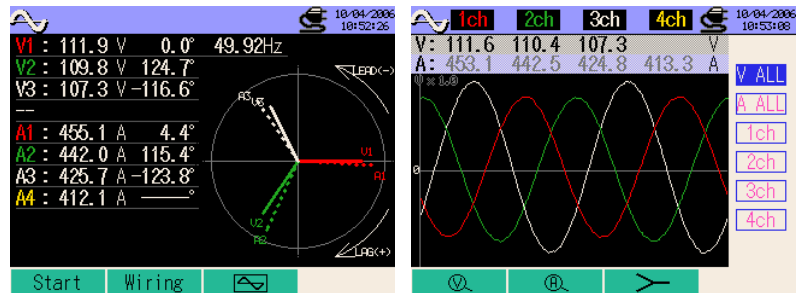 10/04/2006
10:52:26
V1: 111.9 V 0.0° 49.92Hz
V2: 109.8 V 124.7°
V3: 107.3 V -116.6°
--
A1: 455.1 A 4.4°
A2: 442.0 A 115.4°
A3: 425.7 A -123.8°
A4: 412.1 A ——°
LEAD(-)
A3 V3
V1
A1
V2
A2
LAG(+)
Start Wiring
1ch 2ch 3ch 4ch
10/04/2006
10:53:08
V: 111.6 110.4 107.3 V
A: 453.1 442.5 424.8 413.3 A
V×1.0
0
V ALL
A ALL
1ch
2ch
3ch
4ch
V A